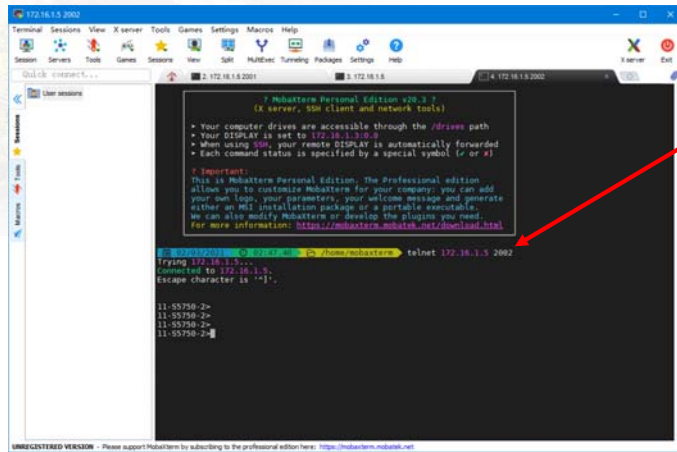 172.16.1.5 2002
Terminal Sessions View X server Tools Games Settings Macros Help
Session Servers Tools Games Sessions View Split MultiExec Tunneling Packages Settings Help X server Exit
Quick connect...
2. 172.16.1.5 2001
3. 172.16.1.5
4. 172.16.1.5 2002
User sessions
Sessions
Tools
Macros
? MobaXterm Personal Edition v20.3 ?
(X server, SSH client and network tools)
➤ Your computer drives are accessible through the /drives path
➤ Your DISPLAY is set to 172.16.1.3:0.0
➤ When using SSH, your remote DISPLAY is automatically forwarded
➤ Each command status is specified by a special symbol (✓ or ✗)
? Important:
This is MobaXterm Personal Edition. The Professional edition
allows you to customize MobaXterm for your company: you can add
your own logo, your parameters, your welcome message and generate
either an MSI installation package or a portable executable.
We can also modify MobaXterm or develop the plugins you need.
For more information: https://mobaxterm.mobatek.net/download.html
02/03/2021 02:47.46 /home/mobaxterm telnet 172.16.1.5 2002
Trying 172.16.1.5...
Connected to 172.16.1.5.
Escape character is '^]'.
11-S5750-2>
11-S5750-2>
11-S5750-2>
11-S5750-2>
UNREGISTERED VERSION - Please support MobaXterm by subscribing to the professional edition here: https://mobaxterm.mobatek.net